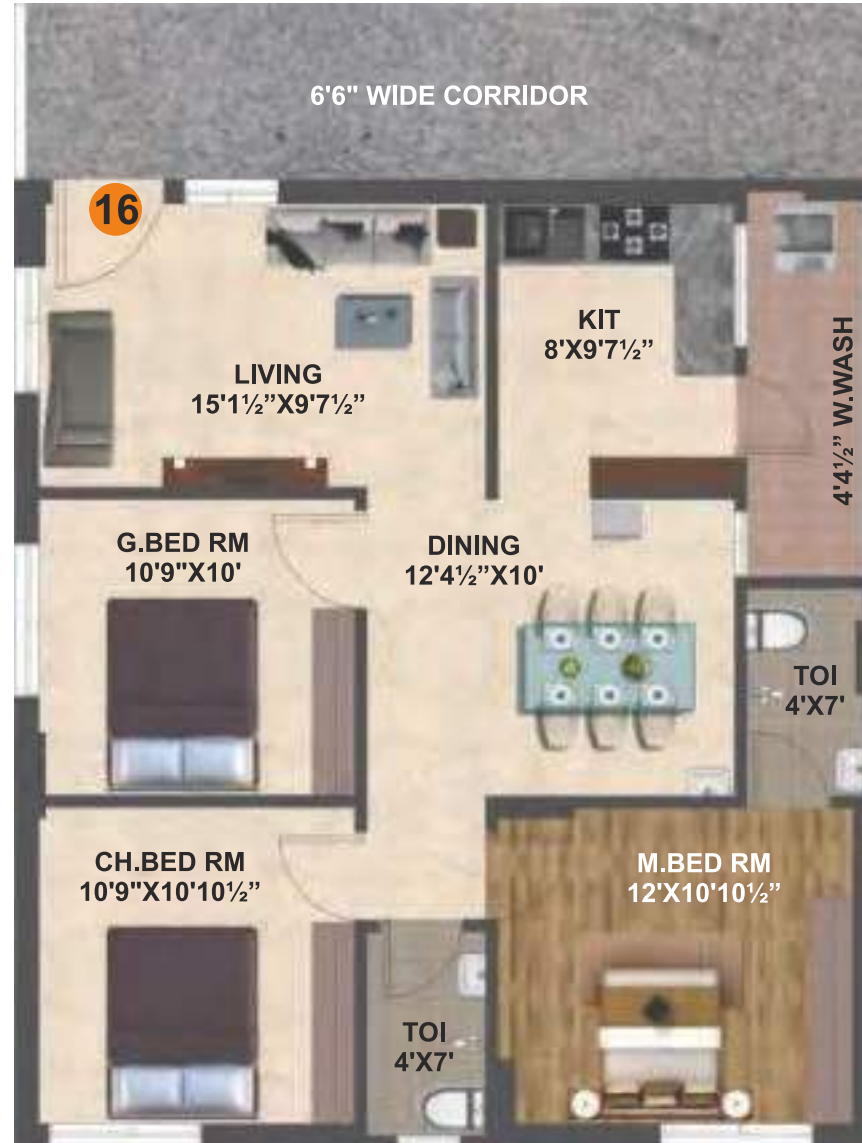 6'6" WIDE CORRIDOR
16
KIT
8'X9'7½”
LIVING
15'1½”X9'7½”
4'4½” W.WASH
G.BED RM
10'9"X10'
DINING
12'4½”X10'
TOI
4'X7'
CH.BED RM
10'9"X10'10½”
M.BED RM
12'X10'10½”
TOI
4'X7'